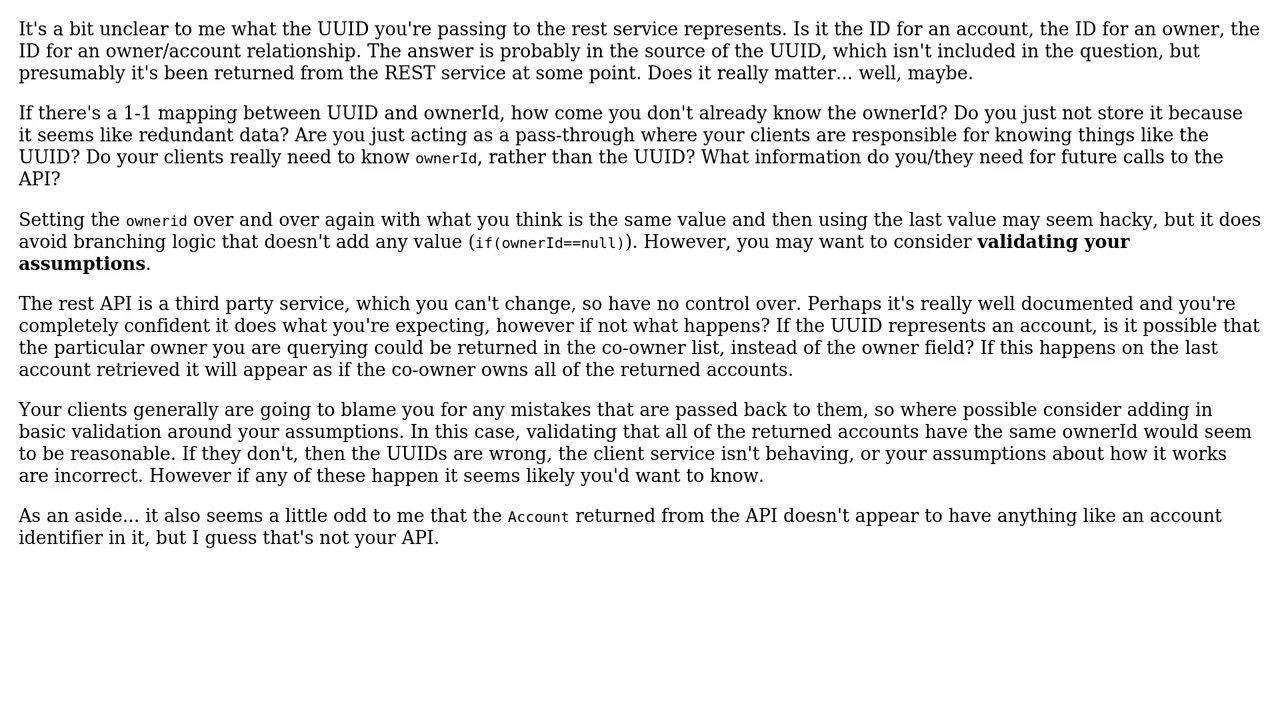 It's a bit unclear to me what the UUID you're passing to the rest service represents. Is it the ID for an account, the ID for an owner, the
ID for an owner/account relationship. The answer is probably in the source of the UUID, which isn't included in the question, but
presumably it's been returned from the REST service at some point. Does it really matter... well, maybe.
If there's a 1-1 mapping between UUID and ownerId, how come you don't already know the ownerId? Do you just not store it because
it seems like redundant data? Are you just acting as a pass-through where your clients are responsible for knowing things like the
UUID? Do your clients really need to know ownerId, rather than the UUID? What information do you/they need for future calls to the
API?
Setting the ownerid over and over again with what you think is the same value and then using the last value may seem hacky, but it does
avoid branching logic that doesn't add any value (if(ownerId==null)). However, you may want to consider validating your
assumptions.
The rest API is a third party service, which you can't change, so have no control over. Perhaps it's really well documented and you're
completely confident it does what you're expecting, however if not what happens? If the UUID represents an account, is it possible that
the particular owner you are querying could be returned in the co-owner list, instead of the owner field? If this happens on the last
account retrieved it will appear as if the co-owner owns all of the returned accounts.
Your clients generally are going to blame you for any mistakes that are passed back to them, so where possible consider adding in
basic validation around your assumptions. In this case, validating that all of the returned accounts have the same ownerId would seem
to be reasonable. If they don't, then the UUIDs are wrong, the client service isn't behaving, or your assumptions about how it works
are incorrect. However if any of these happen it seems likely you'd want to know.
As an aside... it also seems a little odd to me that the Account returned from the API doesn't appear to have anything like an account
identifier in it, but I guess that's not your API.